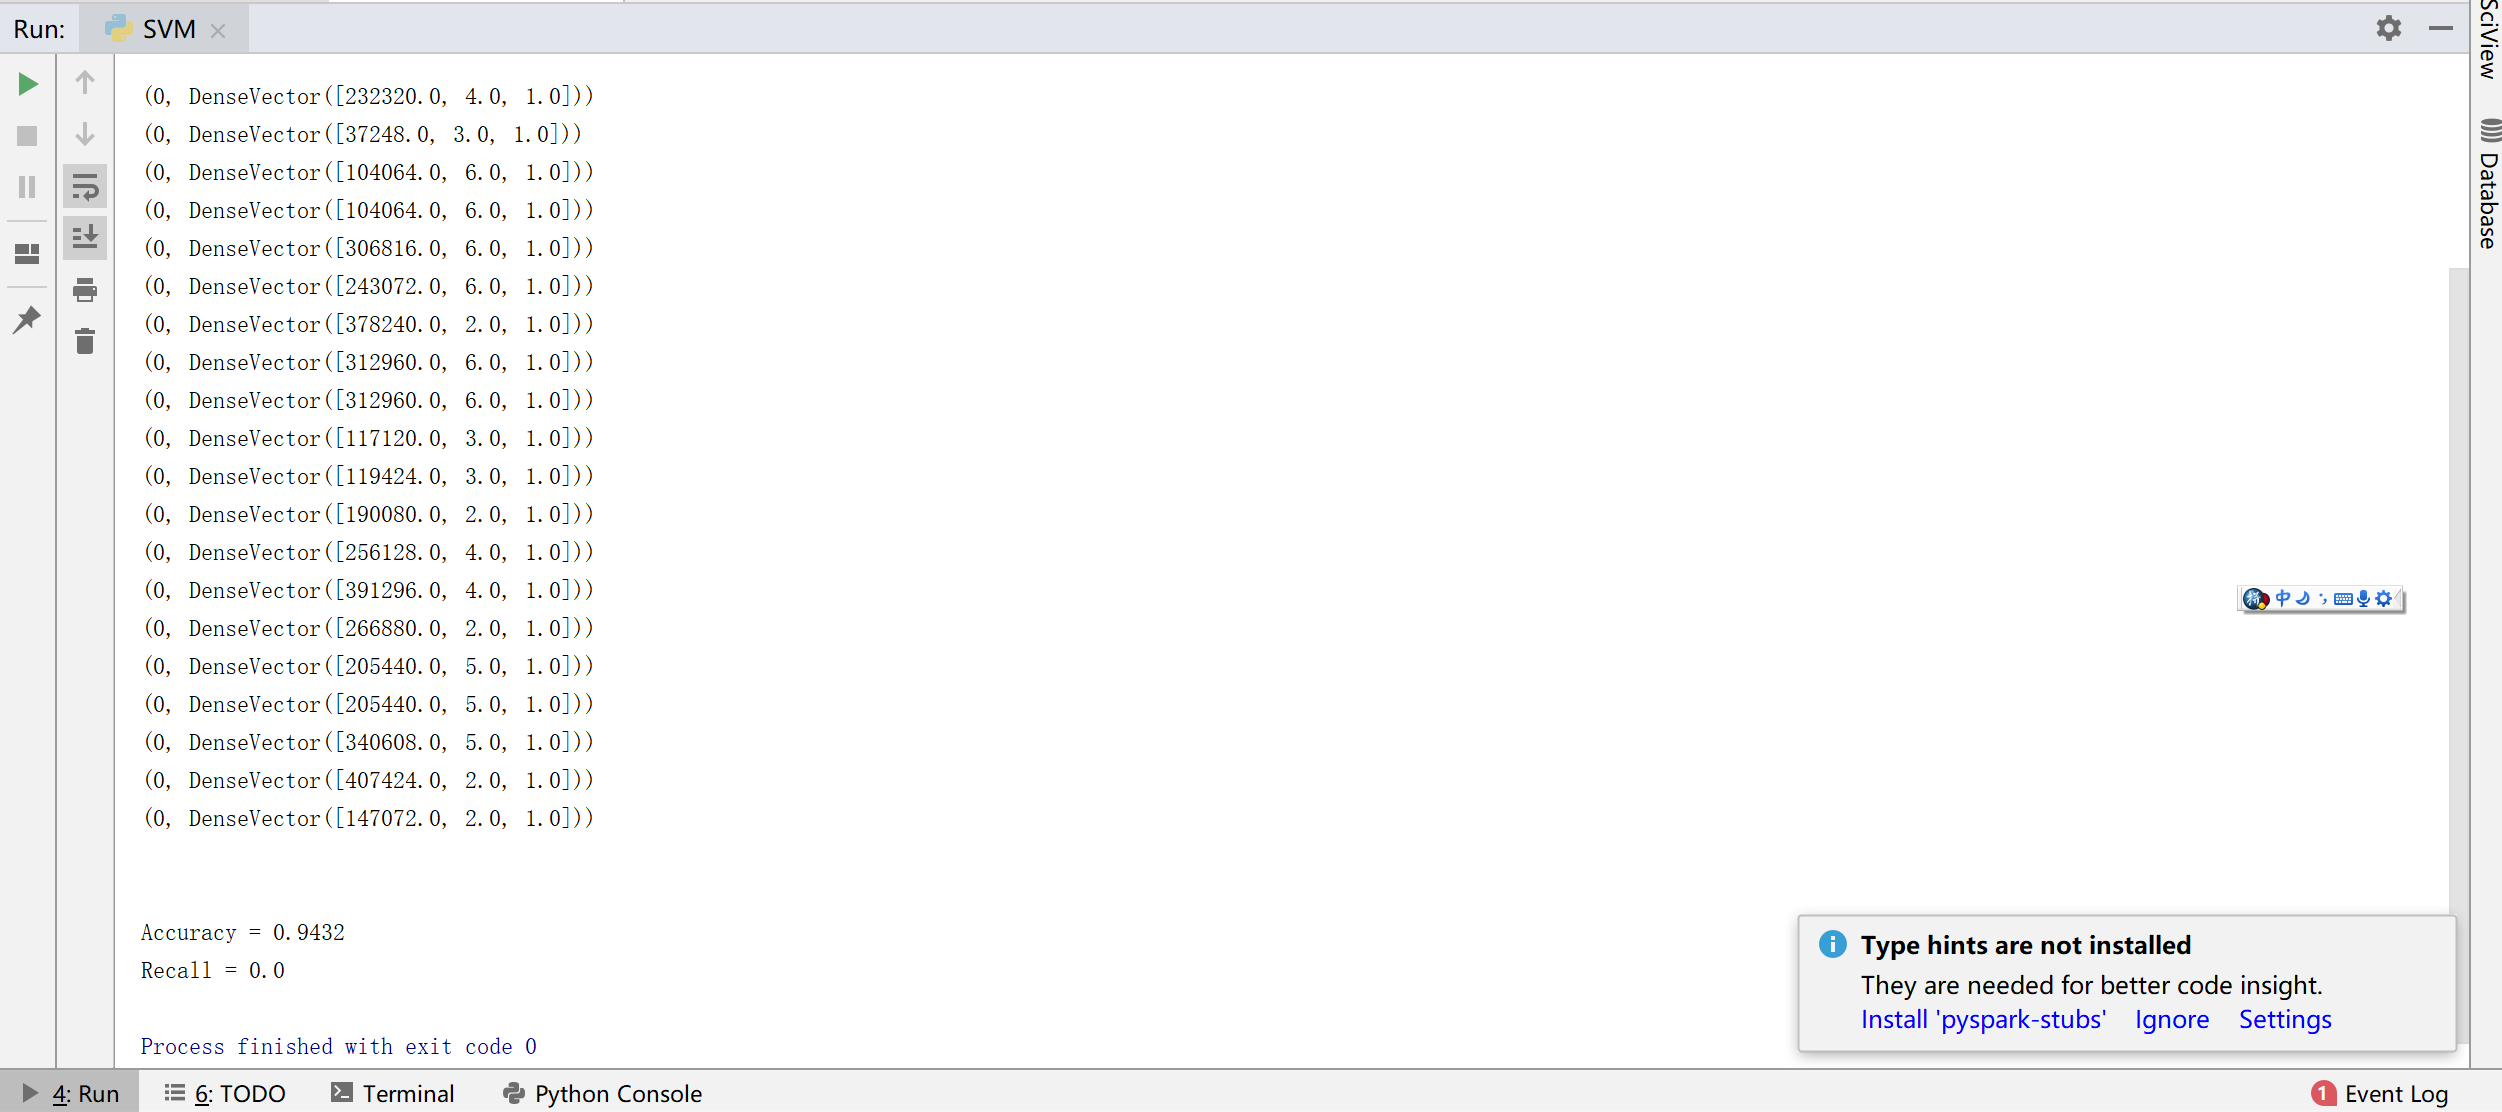 Run: SVM
(0, DenseVector([232320.0, 4.0, 1.0]))
(0, DenseVector([37248.0, 3.0, 1.0]))
(0, DenseVector([104064.0, 6.0, 1.0]))
(0, DenseVector([104064.0, 6.0, 1.0]))
(0, DenseVector([306816.0, 6.0, 1.0]))
(0, DenseVector([243072.0, 6.0, 1.0]))
(0, DenseVector([378240.0, 2.0, 1.0]))
(0, DenseVector([312960.0, 6.0, 1.0]))
(0, DenseVector([312960.0, 6.0, 1.0]))
(0, DenseVector([117120.0, 3.0, 1.0]))
(0, DenseVector([119424.0, 3.0, 1.0]))
(0, DenseVector([190080.0, 2.0, 1.0]))
(0, DenseVector([256128.0, 4.0, 1.0]))
(0, DenseVector([391296.0, 4.0, 1.0]))
(0, DenseVector([266880.0, 2.0, 1.0]))
(0, DenseVector([205440.0, 5.0, 1.0]))
(0, DenseVector([205440.0, 5.0, 1.0]))
(0, DenseVector([340608.0, 5.0, 1.0]))
(0, DenseVector([407424.0, 2.0, 1.0]))
(0, DenseVector([147072.0, 2.0, 1.0]))
Accuracy = 0.9432
Recall = 0.0
Process finished with exit code 0
SciView
Database
拼 中
Type hints are not installed
They are needed for better code insight.
Install 'pyspark-stubs' Ignore Settings
4: Run 6: TODO Terminal Python Console 1 Event Log